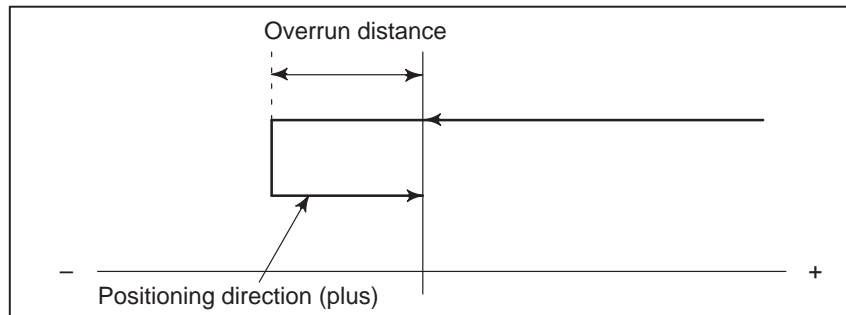 Overrun distance
– +
Positioning direction (plus)